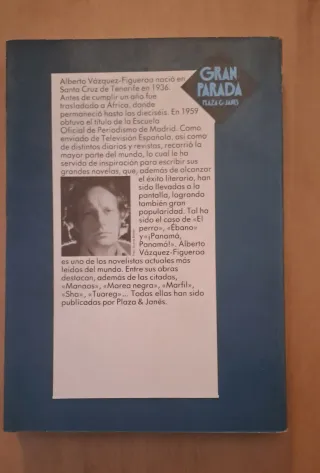 GRAN
PARADA
PLAZA & JANES
Alberto Vázquez-Figueroa nació en
Santa Cruz de Tenerife en 1936
Antes de cumplir un año fue
trasladado a África, donde
permaneció hasta los dieciséis. En 1959
obtuvo el título de la Escuela
Oficial de Periodismo de Madrid. Como
enviado de Televisión Española, así como
de distintos diarios y revistas, recorrió la
mayor parte del mundo, lo cual le ha
servido de inspiración para escribir sus
grandes novelas, que, además de alcanzar
el éxito literario, han
sido llevadas a la
pantalla, logrando
también gran
popularidad. Tal ha
sido el caso de «El
perro», «Ébano»
y «¡Panamá,
Panamá!». Alberto
Vázquez-Figueroa
es uno de los novelistas actuales más
leídos del mundo. Entre sus obras
destacan, además de las citadas,
«Manaos», «Marea negra», «Marfil»,
«Sha», «Tuareg»... Todas ellas han sido
publicadas por Plaza & Janés.